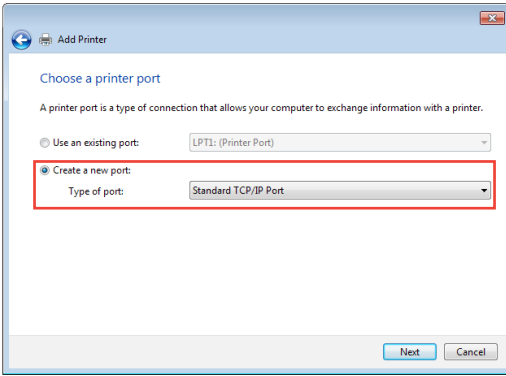 Add Printer
Choose a printer port
A printer port is a type of connection that allows your computer to exchange information with a printer.
Use an existing port: LPT1: (Printer Port)
Create a new port:
Type of port: Standard TCP/IP Port
Next Cancel